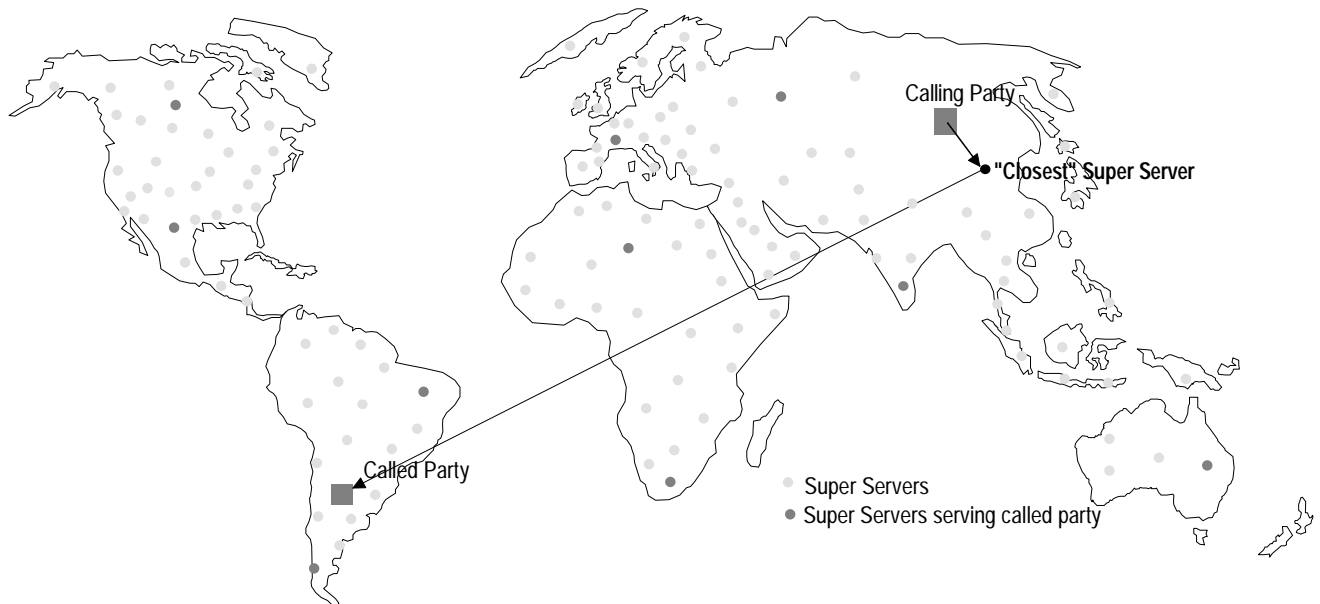 Calling Party
"Closest" Super Server
Called Party
Super Servers
Super Servers serving called party